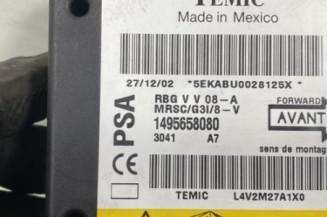 TEMIC
Made in Mexico
27/12/02 *5EKABU0028125X*
PSA
RBG V V 08-A
MRSC/G3I/8-V
1495658080
3041 A7
FORWARD
AVANT
sens de montag
CE
TEMIC L4V2M27A1X0